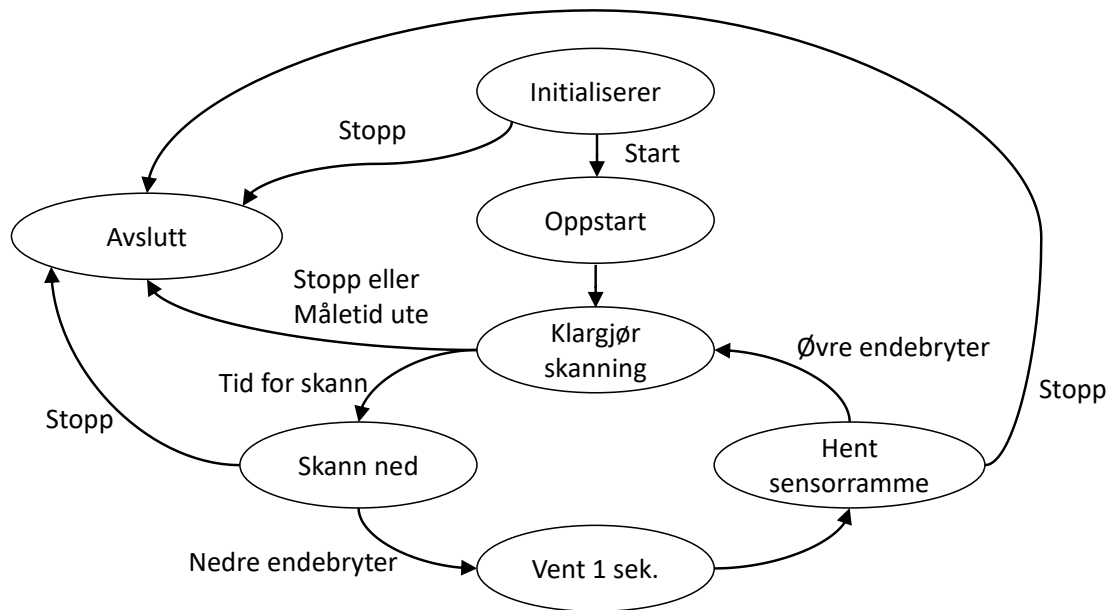 Initialiserer
Stopp
Start
Oppstart
Avslutt
Stopp eller
Måletid ute
Klargjør
skanning
Øvre endebryter
Tid for skann
Stopp
Stopp
Skann ned
Hent
sensorramme
Nedre endebryter
Vent 1 sek.